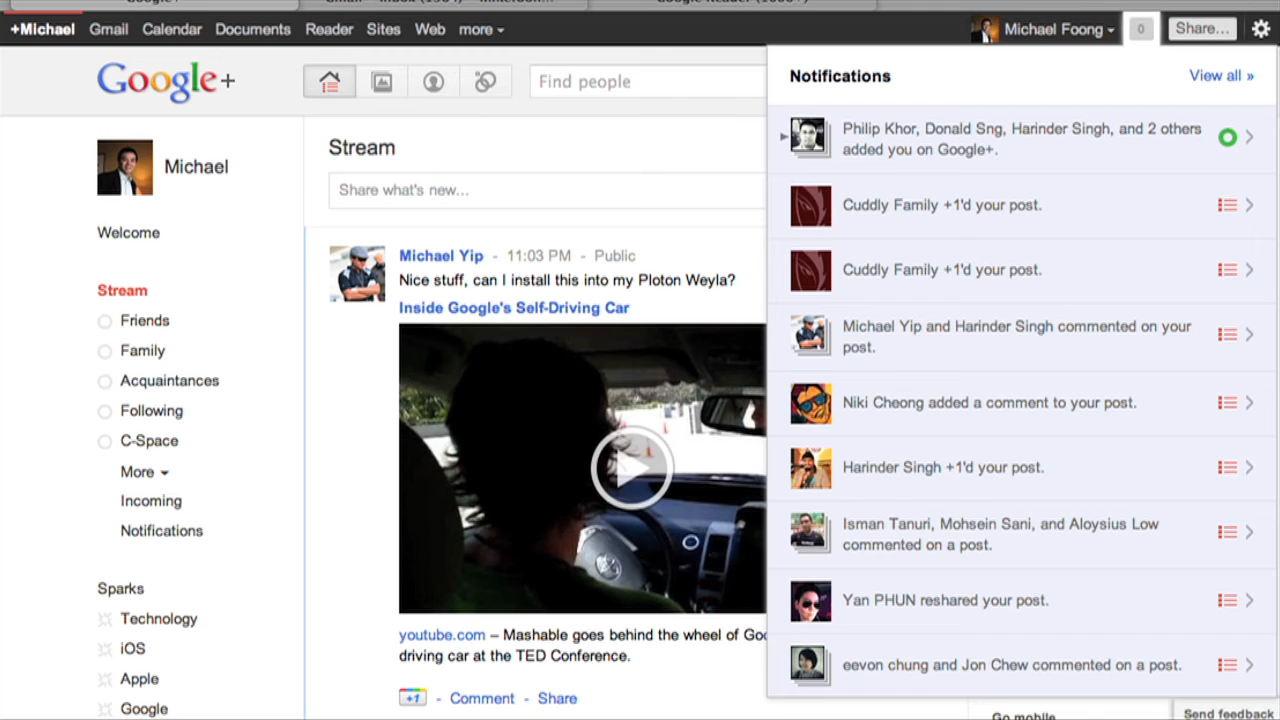 +Michael Gmail Calendar Documents Reader Sites Web more
Michael Foong 0 Share...
Google+
Find people
Notifications View all »
Michael
Welcome
Stream
Friends
Family
Acquaintances
Following
C-Space
More
Incoming
Notifications
Sparks
Technology
iOS
Apple
Google
Stream
Share what's new...
Michael Yip - 11:03 PM - Public
Nice stuff, can I install this into my Ploton Weyla?
Inside Google's Self-Driving Car
youtube.com – Mashable goes behind the wheel of Goo
driving car at the TED Conference.
+1 - Comment - Share
Philip Khor, Donald Sng, Harinder Singh, and 2 others
added you on Google+.
Cuddly Family +1'd your post.
Cuddly Family +1'd your post.
Michael Yip and Harinder Singh commented on your
post.
Niki Cheong added a comment to your post.
Harinder Singh +1'd your post.
Isman Tanuri, Mohsein Sani, and Aloysius Low
commented on a post.
Yan PHUN reshared your post.
eevon chung and Jon Chew commented on a post.
Go mobile
Send feedback